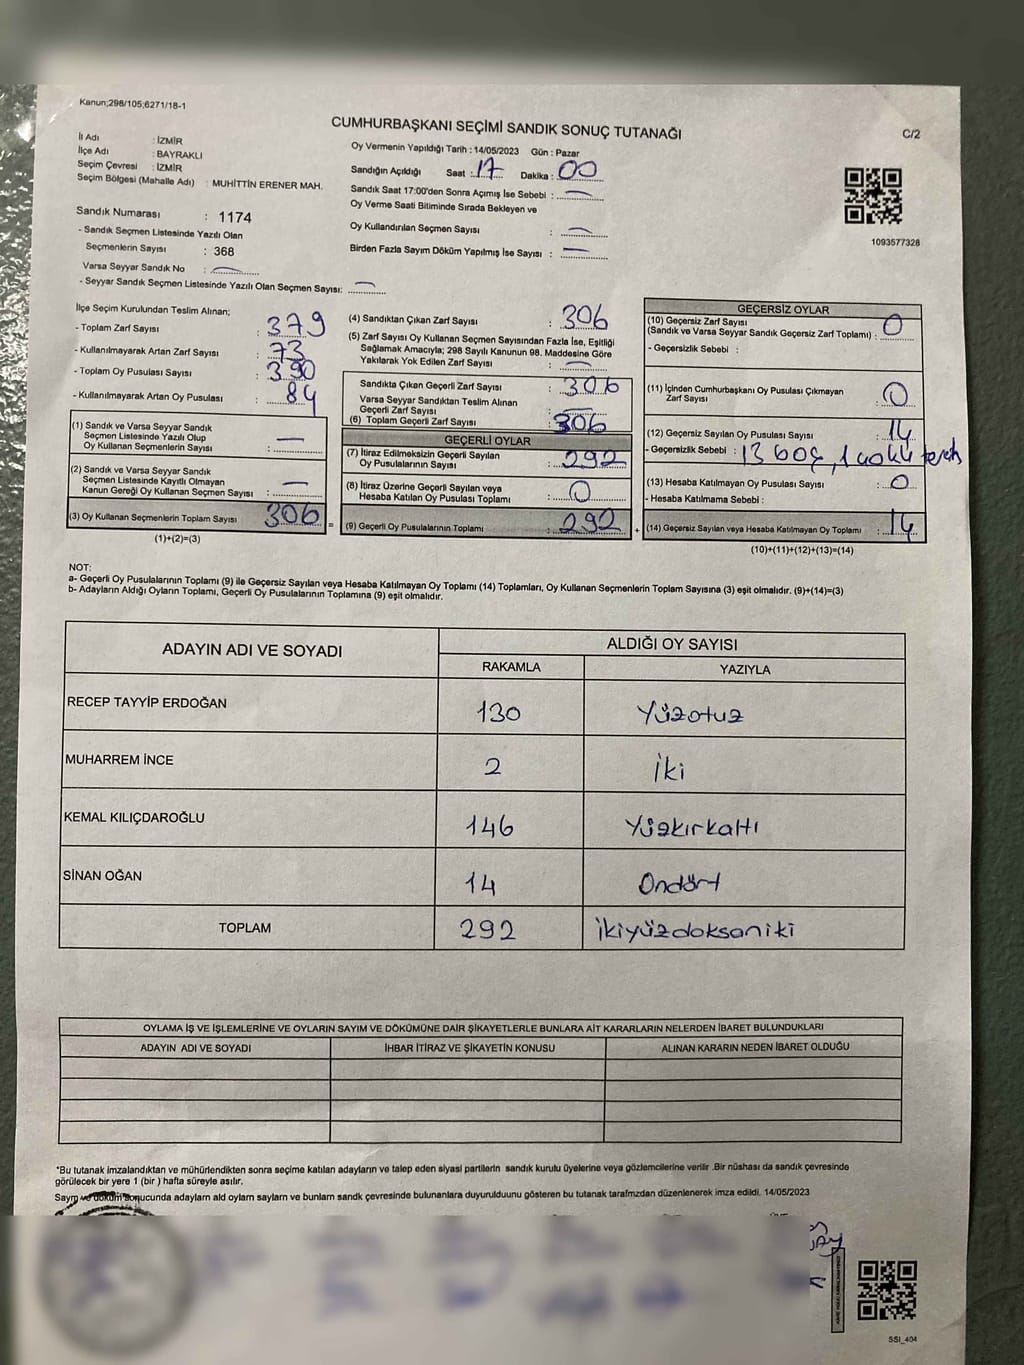 Kanun;298/105;6271/18-1
CUMHURBAŞKANI SEÇİMİ SANDIK SONUÇ TUTANAĞI
C/2
İl Adı : İZMİR
İlçe Adı : BAYRAKLI
Seçim Çevresi : İZMİR
Seçim Bölgesi (Mahalle Adı) : MUHİTTİN ERENER MAH.
Sandık Numarası : 1174
- Sandık Seçmen Listesinde Yazılı Olan
Seçmenlerin Sayısı : 368
Varsa Seyyar Sandık No : —
- Seyyar Sandık Seçmen Listesinde Yazılı Olan Seçmen Sayısı: —
Oy Vermenin Yapıldığı Tarih : 14/05/2023 Gün : Pazar
Sandığın Açıldığı Saat : 17 Dakika : 00
Sandık Saat 17:00'den Sonra Açımış İse Sebebi : —
Oy Verme Saati Bitiminde Sırada Bekleyen ve
Oy Kullandırılan Seçmen Sayısı : —
Birden Fazla Sayım Döküm Yapılmış İse Sayısı : —
1093577328
İlçe Seçim Kurulundan Teslim Alınan;
- Toplam Zarf Sayısı : 379
- Kullanılmayarak Artan Zarf Sayısı : 73
- Toplam Oy Pusulası Sayısı : 390
- Kullanılmayarak Artan Oy Pusulası : 84
(1) Sandık ve Varsa Seyyar Sandık
Seçmen Listesinde Yazılı Olup
Oy Kullanan Seçmenlerin Sayısı : —
(2) Sandık ve Varsa Seyyar Sandık
Seçmen Listesinde Kayıtlı Olmayan
Kanun Gereği Oy Kullanan Seçmen Sayısı : —
(3) Oy Kullanan Seçmenlerin Toplam Sayısı 306 =
(1)+(2)=(3)
(4) Sandıktan Çıkan Zarf Sayısı : 306
(5) Zarf Sayısı Oy Kullanan Seçmen Sayısından Fazla İse, Eşitliği
Sağlamak Amacıyla; 298 Sayılı Kanunun 98. Maddesine Göre
Yakılarak Yok Edilen Zarf Sayısı : —
Sandıkta Çıkan Geçerli Zarf Sayısı : 306
Varsa Seyyar Sandıktan Teslim Alınan
Geçerli Zarf Sayısı : —
(6) Toplam Geçerli Zarf Sayısı : 306
GEÇERLİ OYLAR
(7) İtiraz Edilmeksizin Geçerli Sayılan
Oy Pusulalarının Sayısı : 292
(8) İtiraz Üzerine Geçerli Sayılan veya
Hesaba Katılan Oy Pusulası Toplamı : 0
(9) Geçerli Oy Pusulalarının Toplamı : 292 +
GEÇERSİZ OYLAR
(10) Geçersiz Zarf Sayısı
(Sandık ve Varsa Seyyar Sandık Geçersiz Zarf Toplamı) : 0
- Geçersizlik Sebebi :
(11) İçinden Cumhurbaşkanı Oy Pusulası Çıkmayan
Zarf Sayısı : 0
(12) Geçersiz Sayılan Oy Pusulası Sayısı : 14
- Geçersizlik Sebebi : 13 boş, 1 çoklu tercih
(13) Hesaba Katılmayan Oy Pusulası Sayısı : 0
- Hesaba Katılmama Sebebi :
(14) Geçersiz Sayılan veya Hesaba Katılmayan Oy Toplamı : 14
(10)+(11)+(12)+(13)=(14)
NOT:
a- Geçerli Oy Pusulalarının Toplamı (9) ile Geçersiz Sayılan veya Hesaba Katılmayan Oy Toplamı (14) Toplamları, Oy Kullanan Seçmenlerin Toplam Sayısına (3) eşit olmalıdır. (9)+(14)=(3)
b- Adayların Aldığı Oyların Toplamı, Geçerli Oy Pusulalarının Toplamına (9) eşit olmalıdır.
ADAYIN ADI VE SOYADI ALDIĞI OY SAYISI
RAKAMLA YAZIYLA
RECEP TAYYİP ERDOĞAN 130 Yüzotuz
MUHARREM İNCE 2 İki
KEMAL KILIÇDAROĞLU 146 Yüzkırkaltı
SİNAN OĞAN 14 Ondört
TOPLAM 292 İkiyüzdoksaniki
OYLAMA İŞ VE İŞLEMLERİNE VE OYLARIN SAYIM VE DÖKÜMÜNE DAİR ŞİKAYETLERLE BUNLARA AİT KARARLARIN NELERDEN İBARET BULUNDUKLARI
ADAYIN ADI VE SOYADI İHBAR İTİRAZ VE ŞİKAYETİN KONUSU ALINAN KARARIN NEDEN İBARET OLDUĞU
*Bu tutanak imzalandıktan ve mühürlendikten sonra seçime katılan adayların ve talep eden siyasi partilerin sandık kurulu üyelerine veya gözlemcilerine verilir .Bir nüshası da sandık çevresinde
görülecek bir yere 1 (bir ) hafta süreyle asılır.
Sayım ve döküm sonucunda adayların ald oylam sayların ve bunlam sandk çevresinde bulunanlara duyurulduunu gösteren bu tutanak tarafmzdan düzenlenerek imza edildi. 14/05/2023
SSI_404